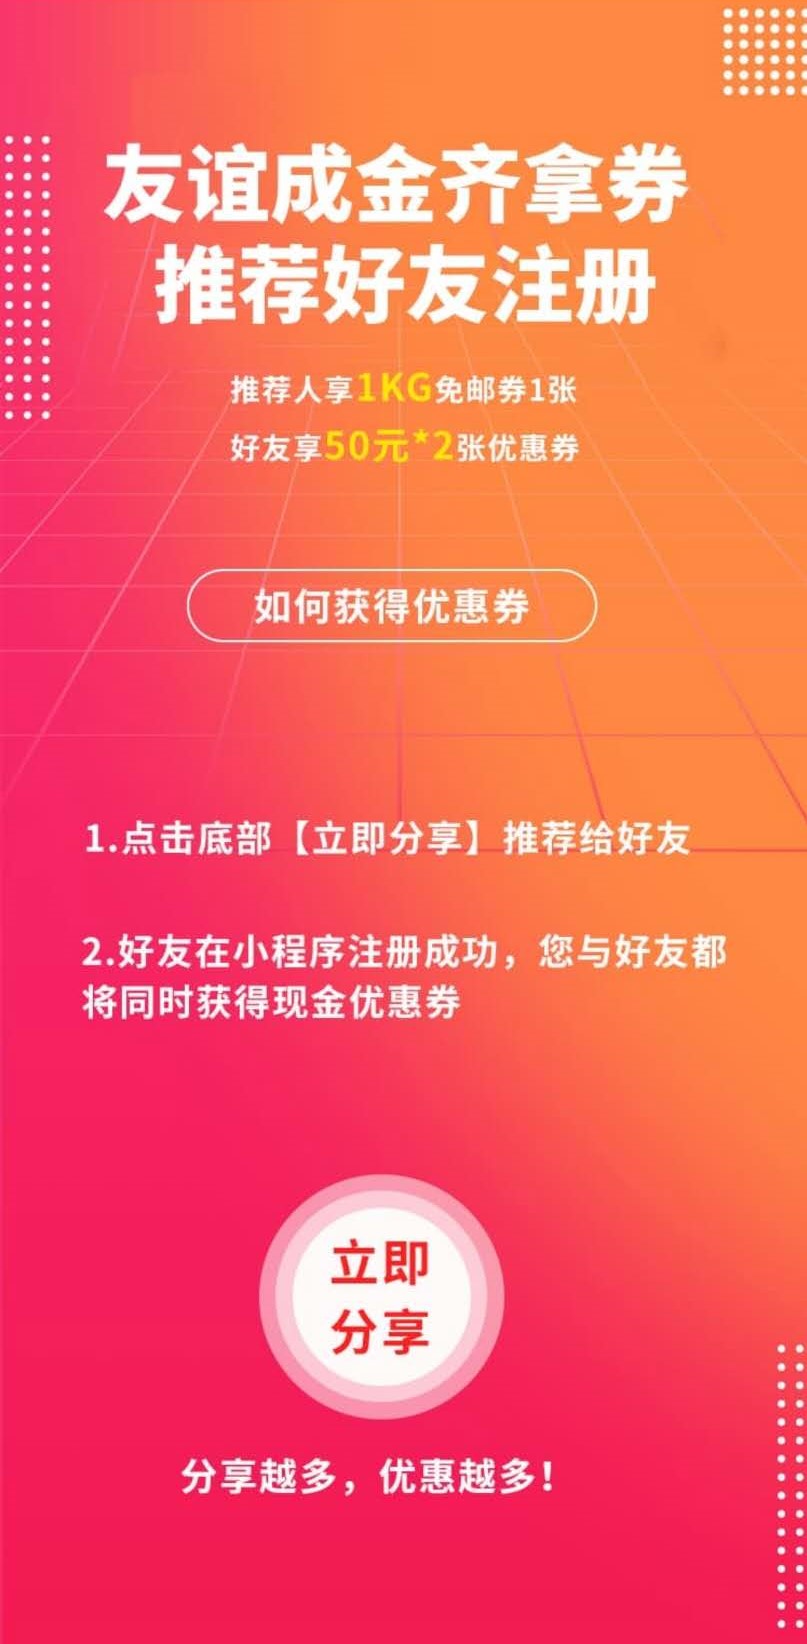 友谊成金齐拿券
推荐好友注册
推荐人享1KG免邮券1张
好友享50元*2张优惠券
如何获得优惠券
1.点击底部【立即分享】推荐给好友
2.好友在小程序注册成功，您与好友都
将同时获得现金优惠券
立即
分享
分享越多，优惠越多！